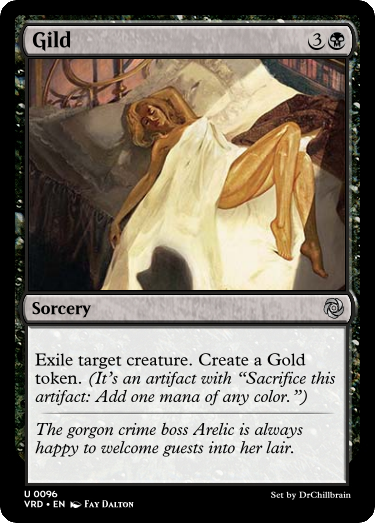 Gild 3
Sorcery
Exile target creature. Create a Gold
token. (It's an artifact with “Sacrifice this
artifact: Add one mana of any color.”)
The gorgon crime boss Arelic is always
happy to welcome guests into her lair.
U 0096
VRD • EN Fay Dalton
Set by DrChillbrain